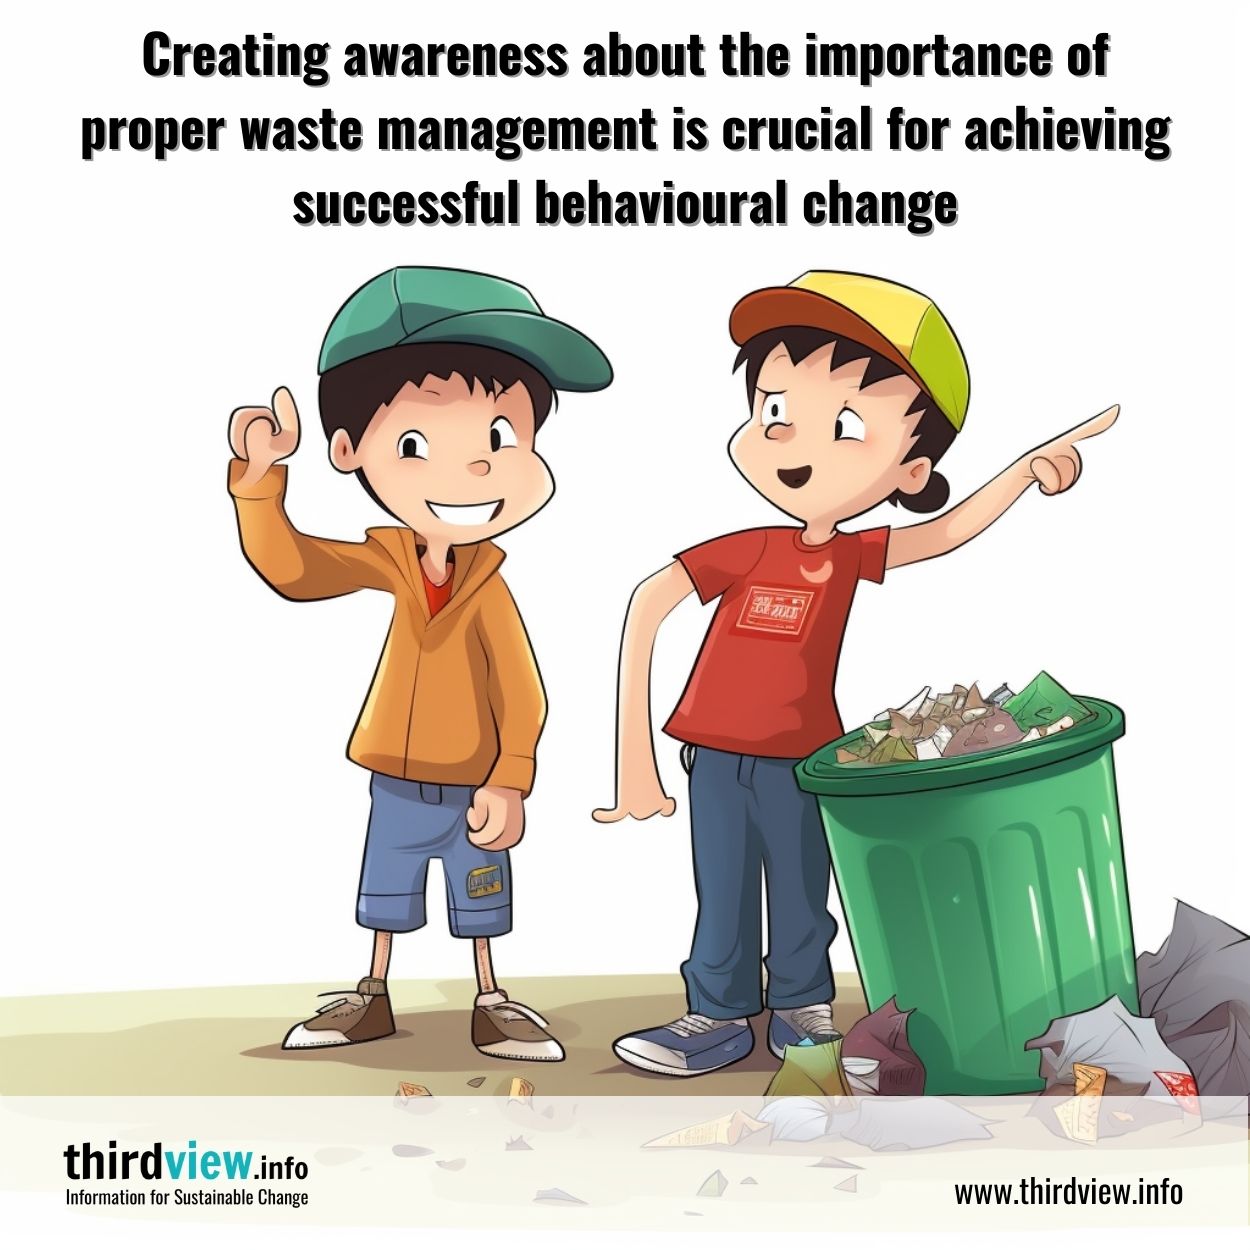 Creating awareness about the importance of
proper waste management is crucial for achieving
successful behavioural change
thirdview.info
Information for Sustainable Change
www.thirdview.info